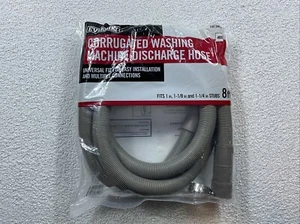 EVERBILT
CORRUGATED WASHING
MACHINE DISCHARGE HOSE
UNIVERSAL FIT FOR EASY INSTALLATION
AND MULTIPLE CONNECTIONS
FITS 1 in., 1-1/8 in. and 1-1/4 in. STUBS 8